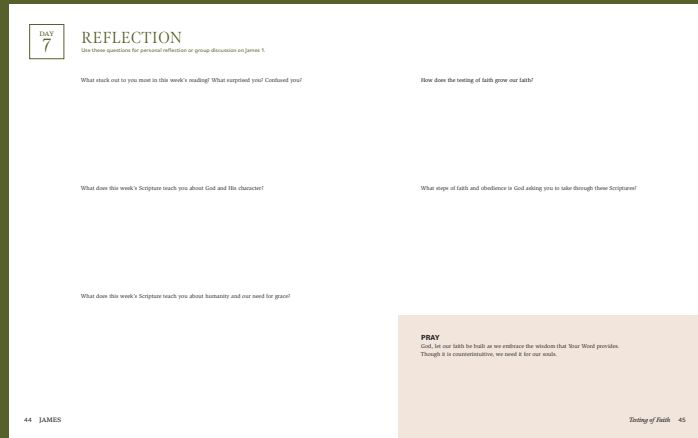 DAY
7
REFLECTION
Use these questions for personal reflection or group discussion on James 1.
What stuck out to you most in this week's reading? What surprised you? Confused you?
What does this week's Scripture teach you about God and His character?
What does this week's Scripture teach you about humanity and our need for grace?
How does the testing of faith grow our faith?
What steps of faith and obedience is God asking you to take through these Scriptures?
PRAY
God, let our faith be built as we embrace the wisdom that Your Word provides.
Though it is counterintuitive, we need it for our souls.
44 JAMES
Testing of Faith 45